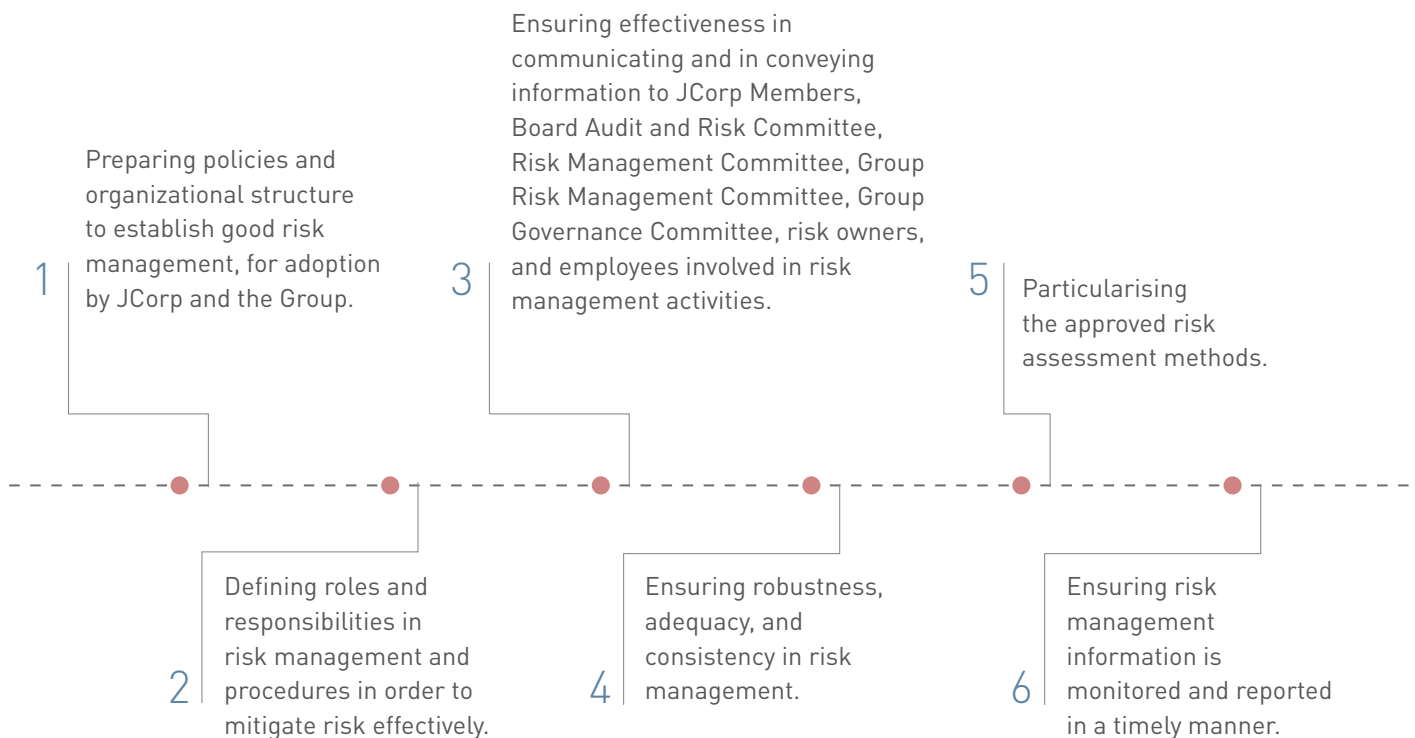 1
Preparing policies and
organizational structure
to establish good risk
management, for adoption
by JCorp and the Group.
2
Defining roles and
responsibilities in
risk management and
procedures in order to
mitigate risk effectively.
3
Ensuring effectiveness in
communicating and in conveying
information to JCorp Members,
Board Audit and Risk Committee,
Risk Management Committee, Group
Risk Management Committee, Group
Governance Committee, risk owners,
and employees involved in risk
management activities.
4
Ensuring robustness,
adequacy, and
consistency in risk
management.
5
Particularising
the approved risk
assessment methods.
6
Ensuring risk
management
information is
monitored and reported
in a timely manner.